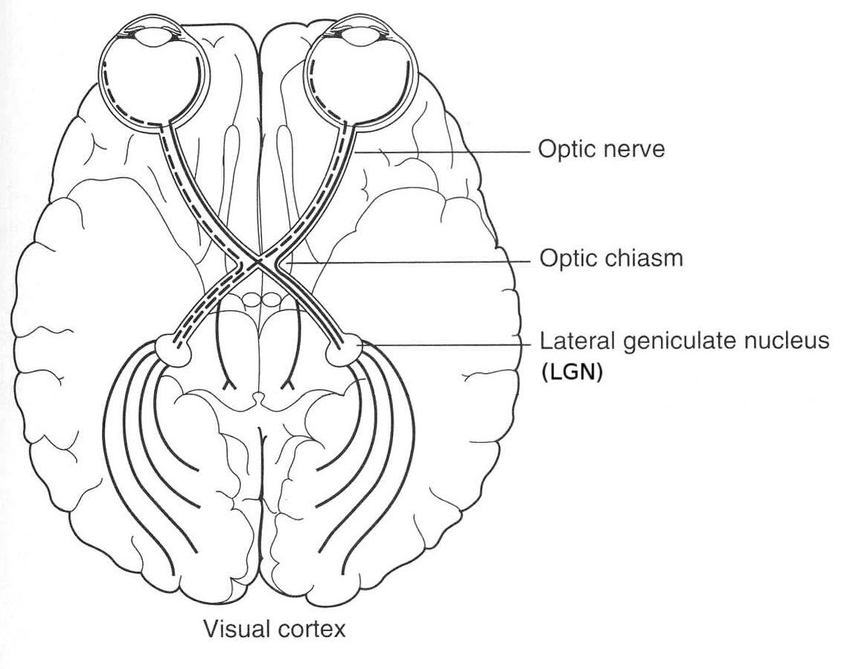 Optic nerve
Optic chiasm
Lateral geniculate nucleus
(LGN)
Visual cortex